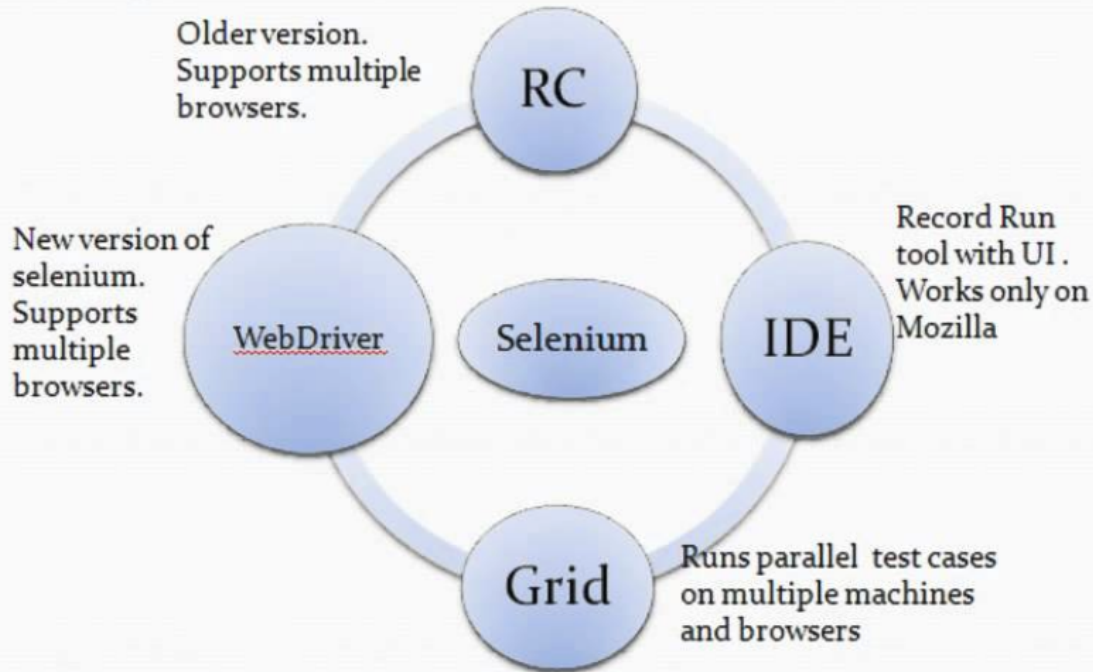 Older version.
Supports multiple
browsers.
RC
New version of
selenium.
Supports
multiple
browsers.
WebDriver
Selenium
IDE
Record Run
tool with UI .
Works only on
Mozilla
Grid
Runs parallel test cases
on multiple machines
and browsers